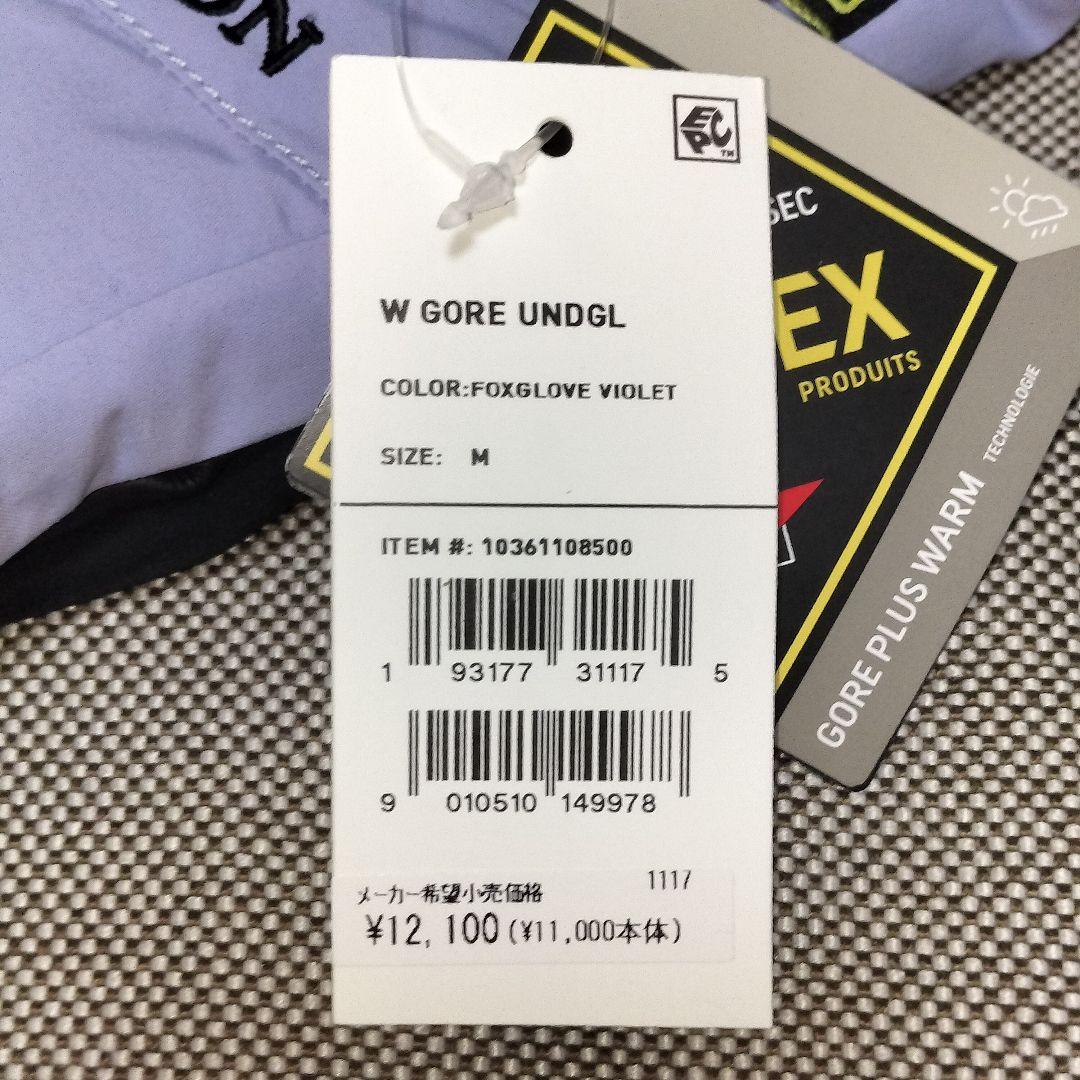 EPC™
W GORE UNDGL
COLOR:FOXGLOVE VIOLET
SIZE: M
ITEM #: 10361108500
1 93177 31117 5
9 010510 149978
1117
メーカー希望小売価格
¥12,100(¥11,000本体)
SEC
EX
PRODUITS
GORE PLUS WARM TECHNOLOGIE